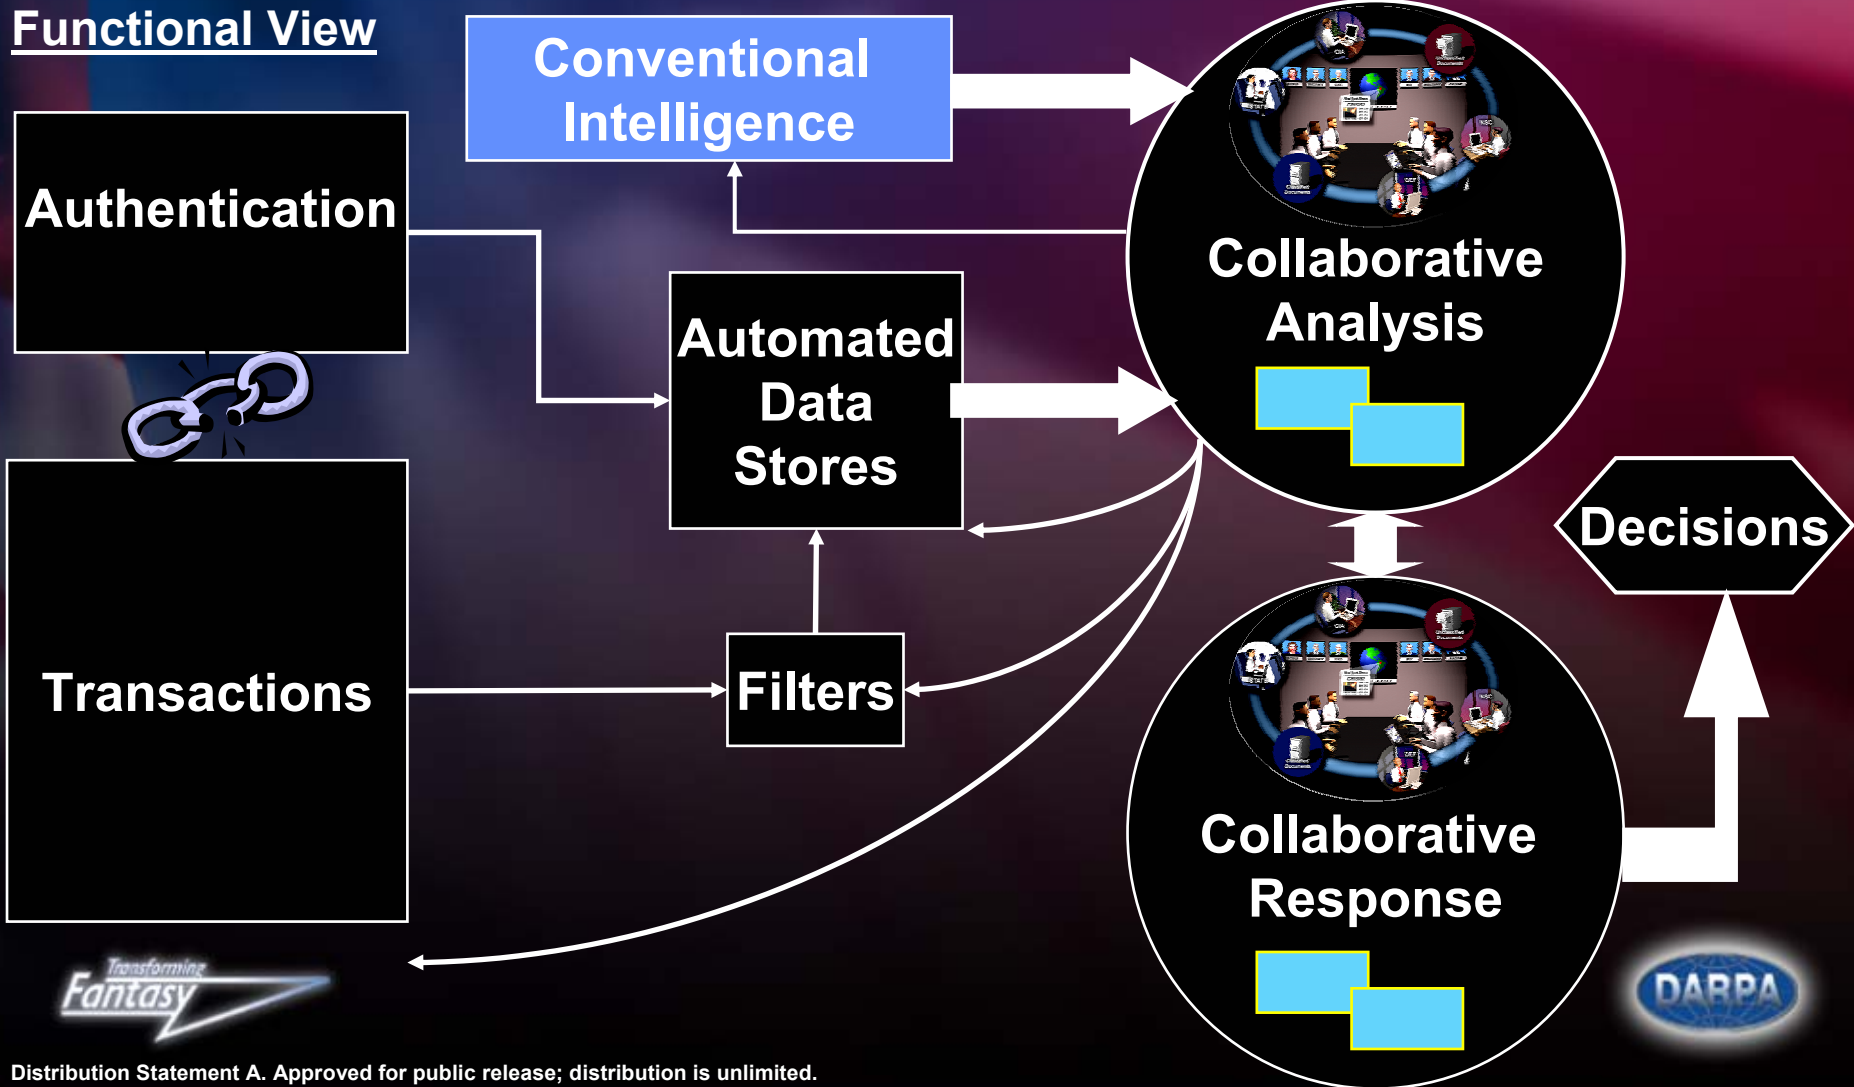 Functional View
Conventional
Intelligence
Authentication
Automated
Data
Stores
Collaborative
Analysis
Decisions
Transactions
Filters
Collaborative
Response
Transforming
Fantasy
DARPA
Distribution Statement A. Approved for public release; distribution is unlimited.